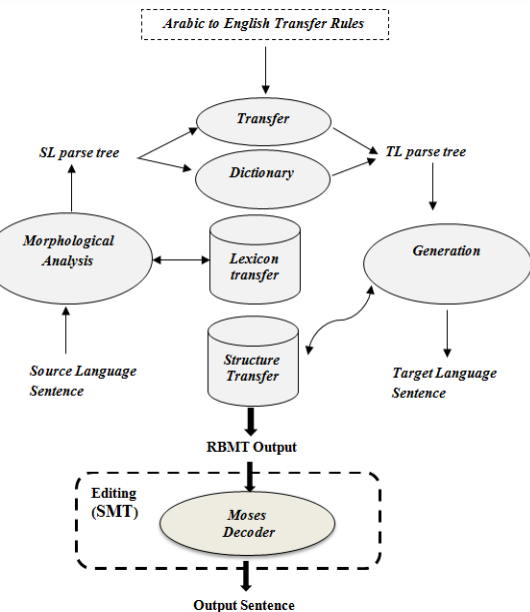 Arabic to English Transfer Rules
Transfer
SL parse tree
TL parse tree
Dictionary
Morphological
Analysis
Lexicon
transfer
Generation
Source Language
Sentence
Structure
Transfer
Target Language
Sentence
RBMT Output
Editing
(SMT)
Moses
Decoder
Output Sentence